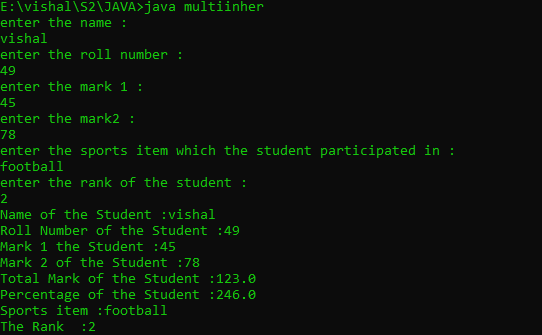 E:\vishal\S2\JAVA>java multiinher
enter the name :
vishal
enter the roll number :
49
enter the mark 1 :
45
enter the mark2 :
78
enter the sports item which the student participated in :
football
enter the rank of the student :
2
Name of the Student :vishal
Roll Number of the Student :49
Mark 1 the Student :45
Mark 2 of the Student :78
Total Mark of the Student :123.0
Percentage of the Student :246.0
Sports item :football
The Rank  :2